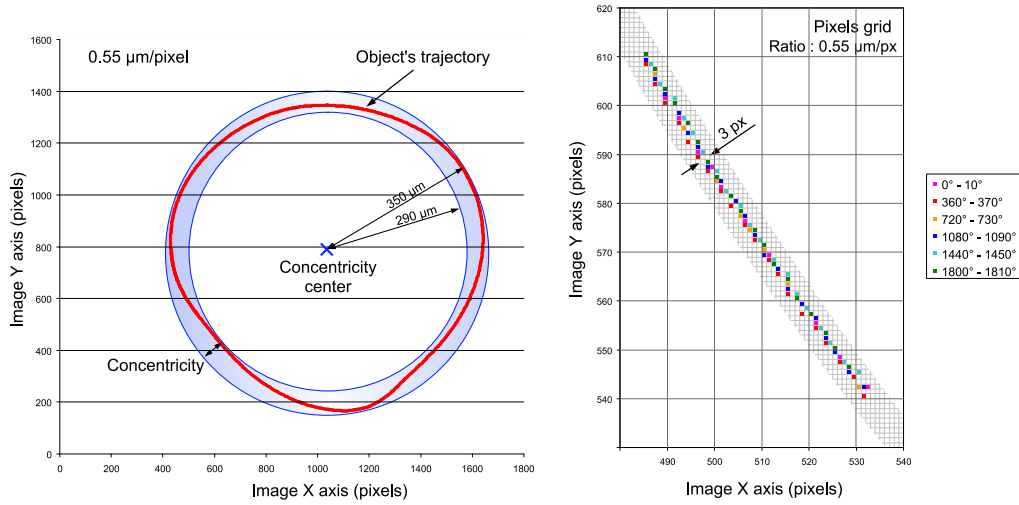 0.55 µm/pixel
Object's trajectory
350 µm
290 µm
Concentricity
center
Concentricity
Image Y axis (pixels)
1600
1400
1200
1000
800
600
400
200
0
0 200 400 600 800 1000 1200 1400 1600 1800
Image X axis (pixels)
Pixels grid
Ratio : 0.55 µm/px
3 px
Image Y axis (pixels)
620
610
600
590
580
570
560
550
540
490 500 510 520 530 540
Image X axis (pixels)
0° - 10°
360° - 370°
720° - 730°
1080° - 1090°
1440° - 1450°
1800° - 1810°